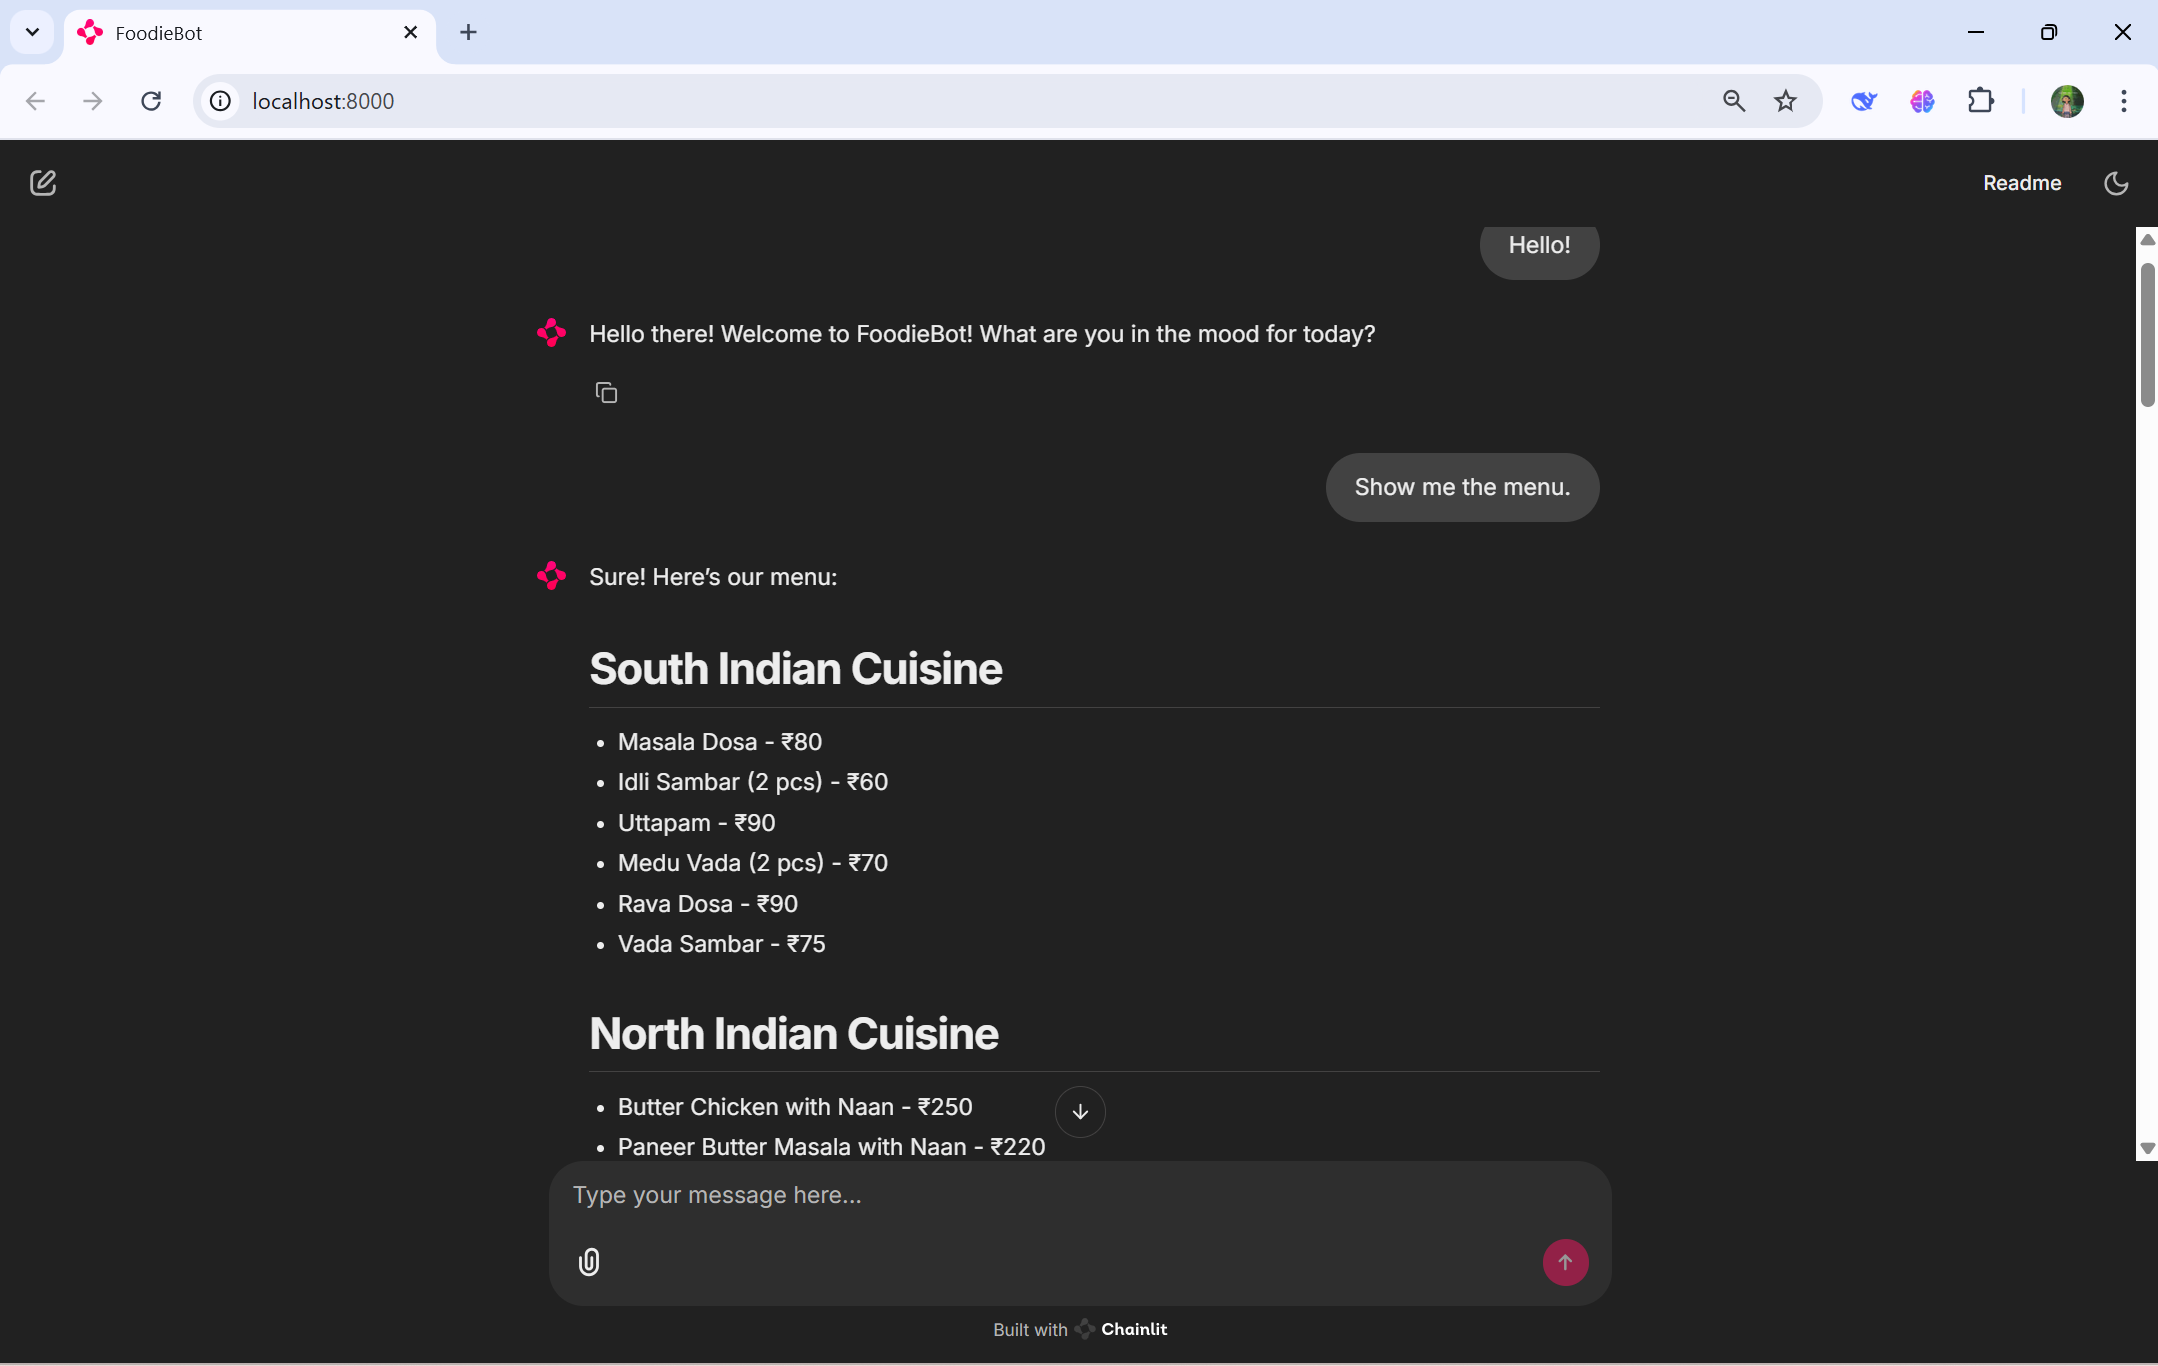 FoodieBot
localhost:8000
Readme
Hello!
Hello there! Welcome to FoodieBot! What are you in the mood for today?
Show me the menu.
Sure! Here’s our menu:
South Indian Cuisine
• Masala Dosa - ₹80
• Idli Sambar (2 pcs) - ₹60
• Uttapam - ₹90
• Medu Vada (2 pcs) - ₹70
• Rava Dosa - ₹90
• Vada Sambar - ₹75
North Indian Cuisine
• Butter Chicken with Naan - ₹250
• Paneer Butter Masala with Naan - ₹220
Type your message here...
Built with Chainlit